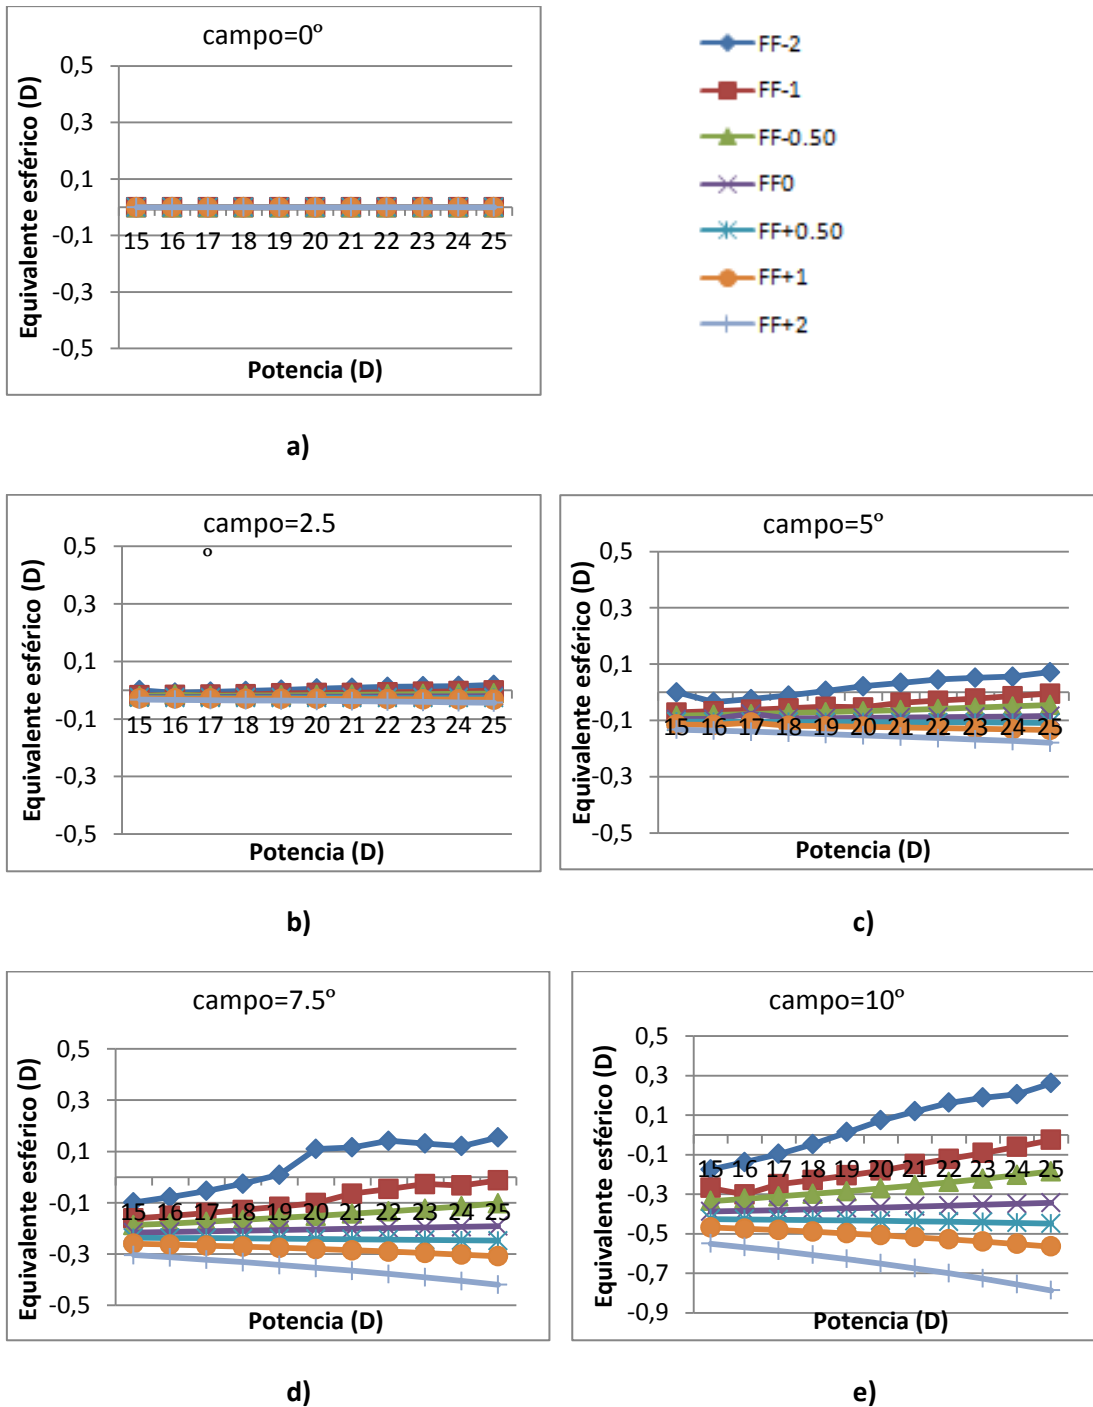 campo=0º
0,5
0,3
0,1
-0,1
-0,3
-0,5
15 16 17 18 19 20 21 22 23 24 25
Equivalente esférico (D)
Potencia (D)
FF-2
FF-1
FF-0.50
FF0
FF+0.50
FF+1
FF+2
a)
campo=2.5
º
0,5
0,3
0,1
-0,1
-0,3
-0,5
15 16 17 18 19 20 21 22 23 24 25
Equivalente esférico (D)
Potencia (D)
b)
campo=5º
0,5
0,3
0,1
-0,1
-0,3
-0,5
15 16 17 18 19 20 21 22 23 24 25
Equivalente esférico (D)
Potencia (D)
c)
campo=7.5º
0,5
0,3
0,1
-0,1
-0,3
-0,5
15 16 17 18 19 20 21 22 23 24 25
Equivalente esférico (D)
Potencia (D)
d)
campo=10º
0,5
0,3
0,1
-0,1
-0,3
-0,5
-0,7
-0,9
15 16 17 18 19 20 21 22 23 24 25
Equivalente esférico (D)
Potencia (D)
e)